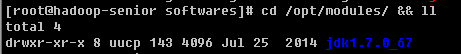 [root@hadoop-senior softwares]# cd /opt/modules/ && ll
total 4
drwxr-xr-x 8 uucp 143 4096 Jul 25  2014 jdk1.7.0_67